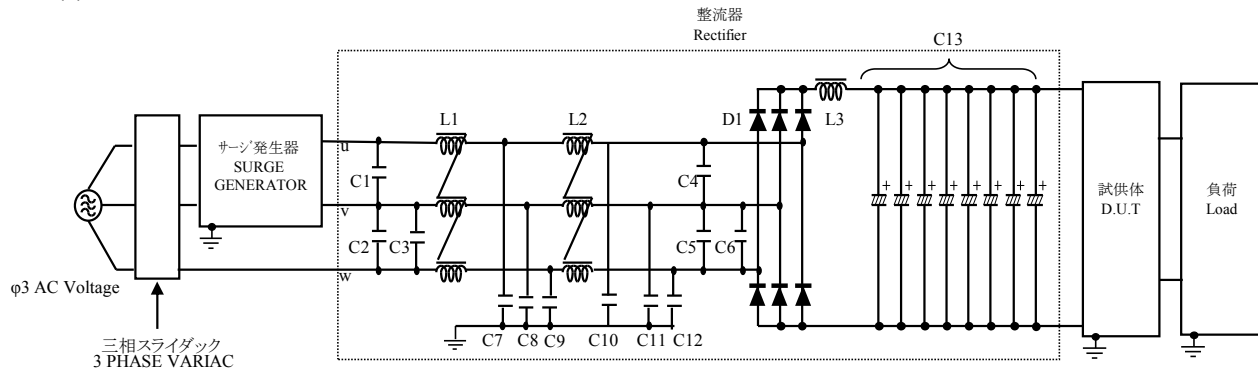 整流器
Rectifier
C13
サージ発生器
SURGE
GENERATOR
u
v
w
L1
L2
D1
L3
C1
C2
C3
C4
C5
C6
C7
C8
C9
C10
C11
C12
+
+
+
+
+
+
+
+
試供体
D.U.T
負荷
Load
φ3 AC Voltage
三相スライダック
3 PHASE VARIAC